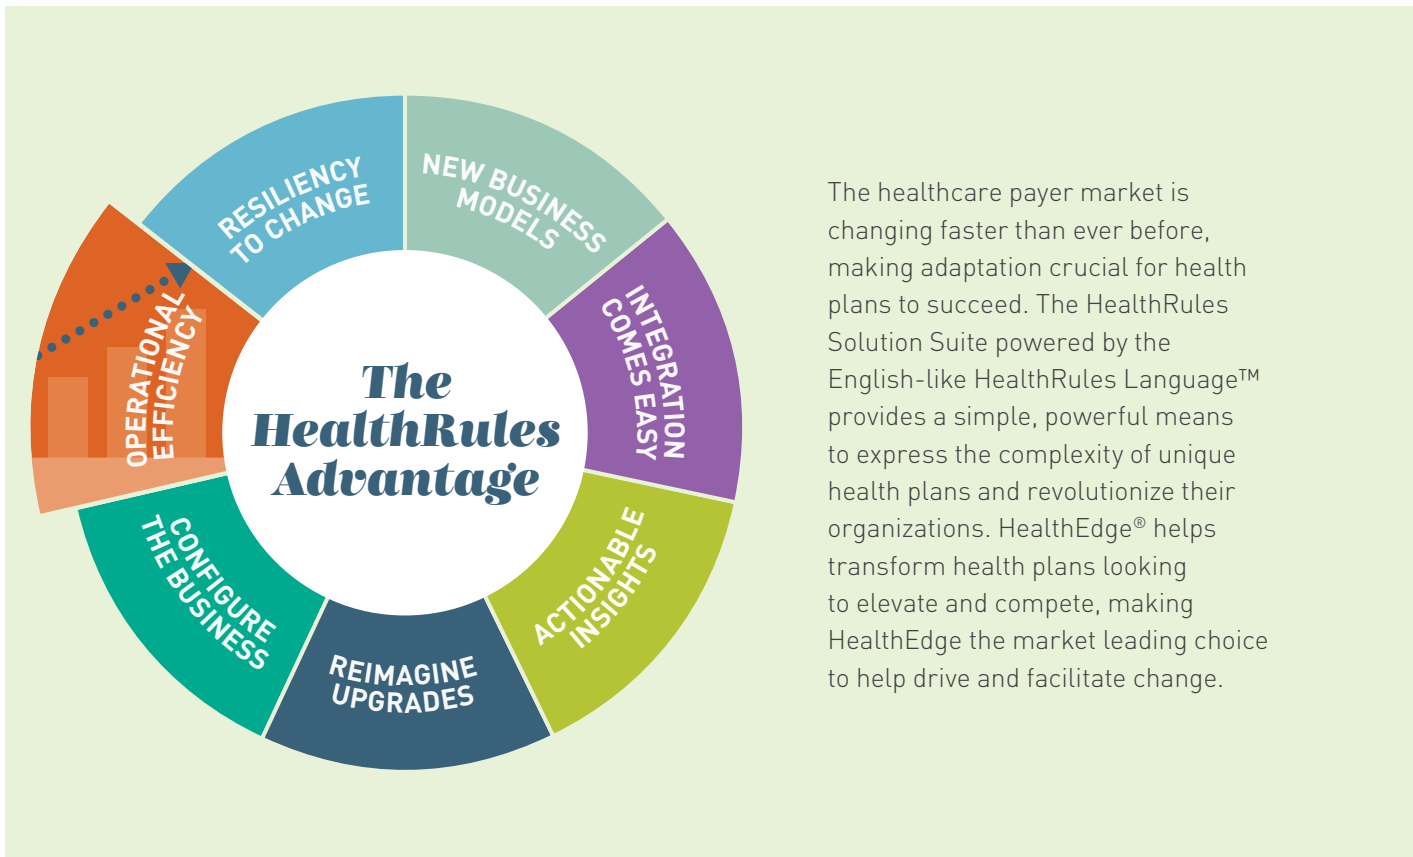 RESILIENCY
TO CHANGE
NEW BUSINESS
MODELS
INTEGRATION
COMES EASY
ACTIONABLE
INSIGHTS
REIMAGINE
UPGRADES
CONFIGURE
THE BUSINESS
OPERATIONAL
EFFICIENCY
The
HealthRules
Advantage
The healthcare payer market is
changing faster than ever before,
making adaptation crucial for health
plans to succeed. The HealthRules
Solution Suite powered by the
English-like HealthRules Language™
provides a simple, powerful means
to express the complexity of unique
health plans and revolutionize their
organizations. HealthEdge® helps
transform health plans looking
to elevate and compete, making
HealthEdge the market leading choice
to help drive and facilitate change.